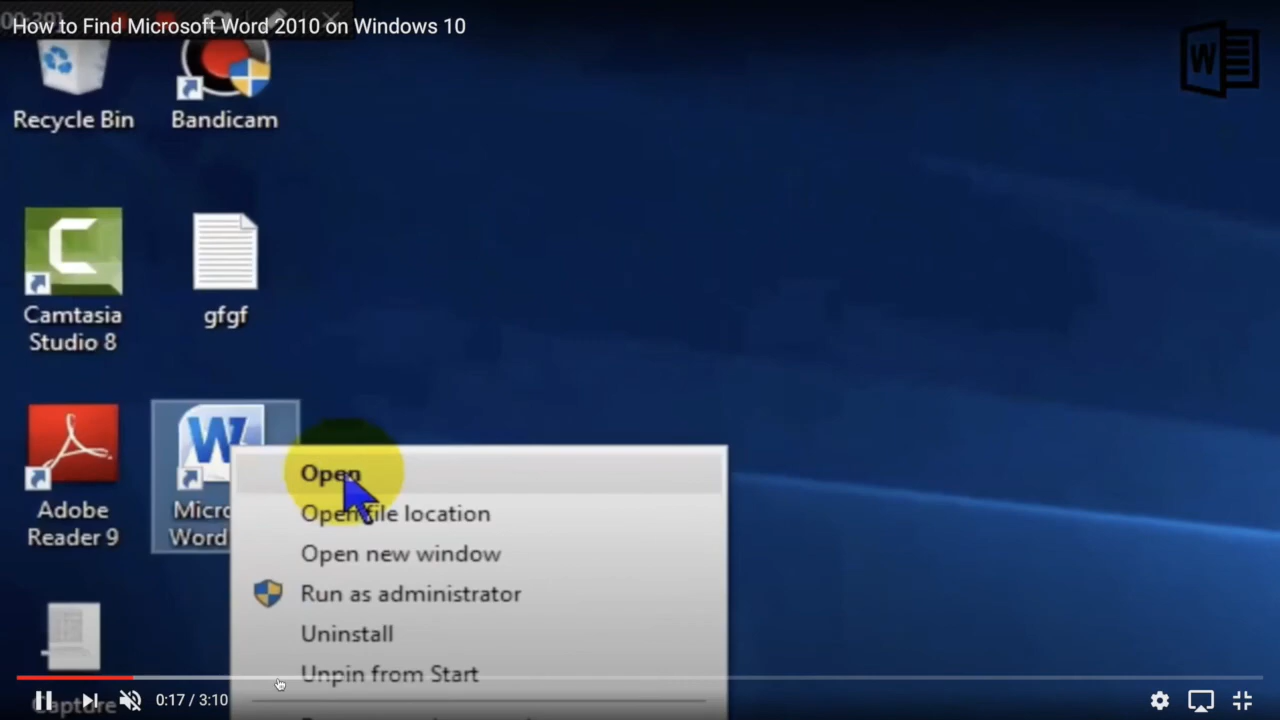 How to Find Microsoft Word 2010 on Windows 10
Recycle Bin
Bandicam
Camtasia
Studio 8
gfgf
Adobe
Reader 9
Micro
Word
Open
Open file location
Open new window
Run as administrator
Uninstall
Unpin from Start
Capture
0:17 / 3:10